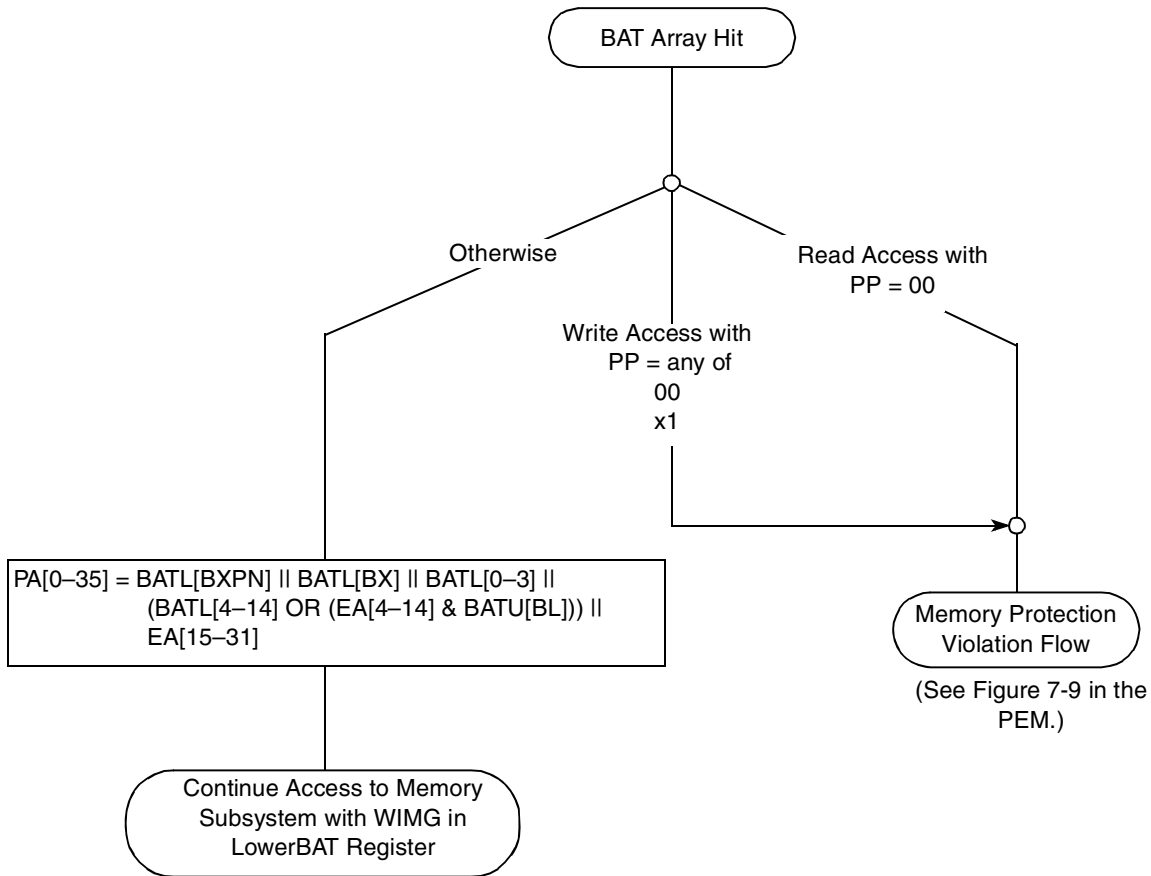 BAT Array Hit
Otherwise
Read Access with
PP = 00
Write Access with
PP = any of
00
x1
PA[0–35] = BATL[BXPN] || BATL[BX] || BATL[0–3] ||
(BATL[4–14] OR (EA[4–14] & BATU[BL])) ||
EA[15–31]
Memory Protection
Violation Flow
(See Figure 7-9 in the
PEM.)
Continue Access to Memory
Subsystem with WIMG in
LowerBAT Register